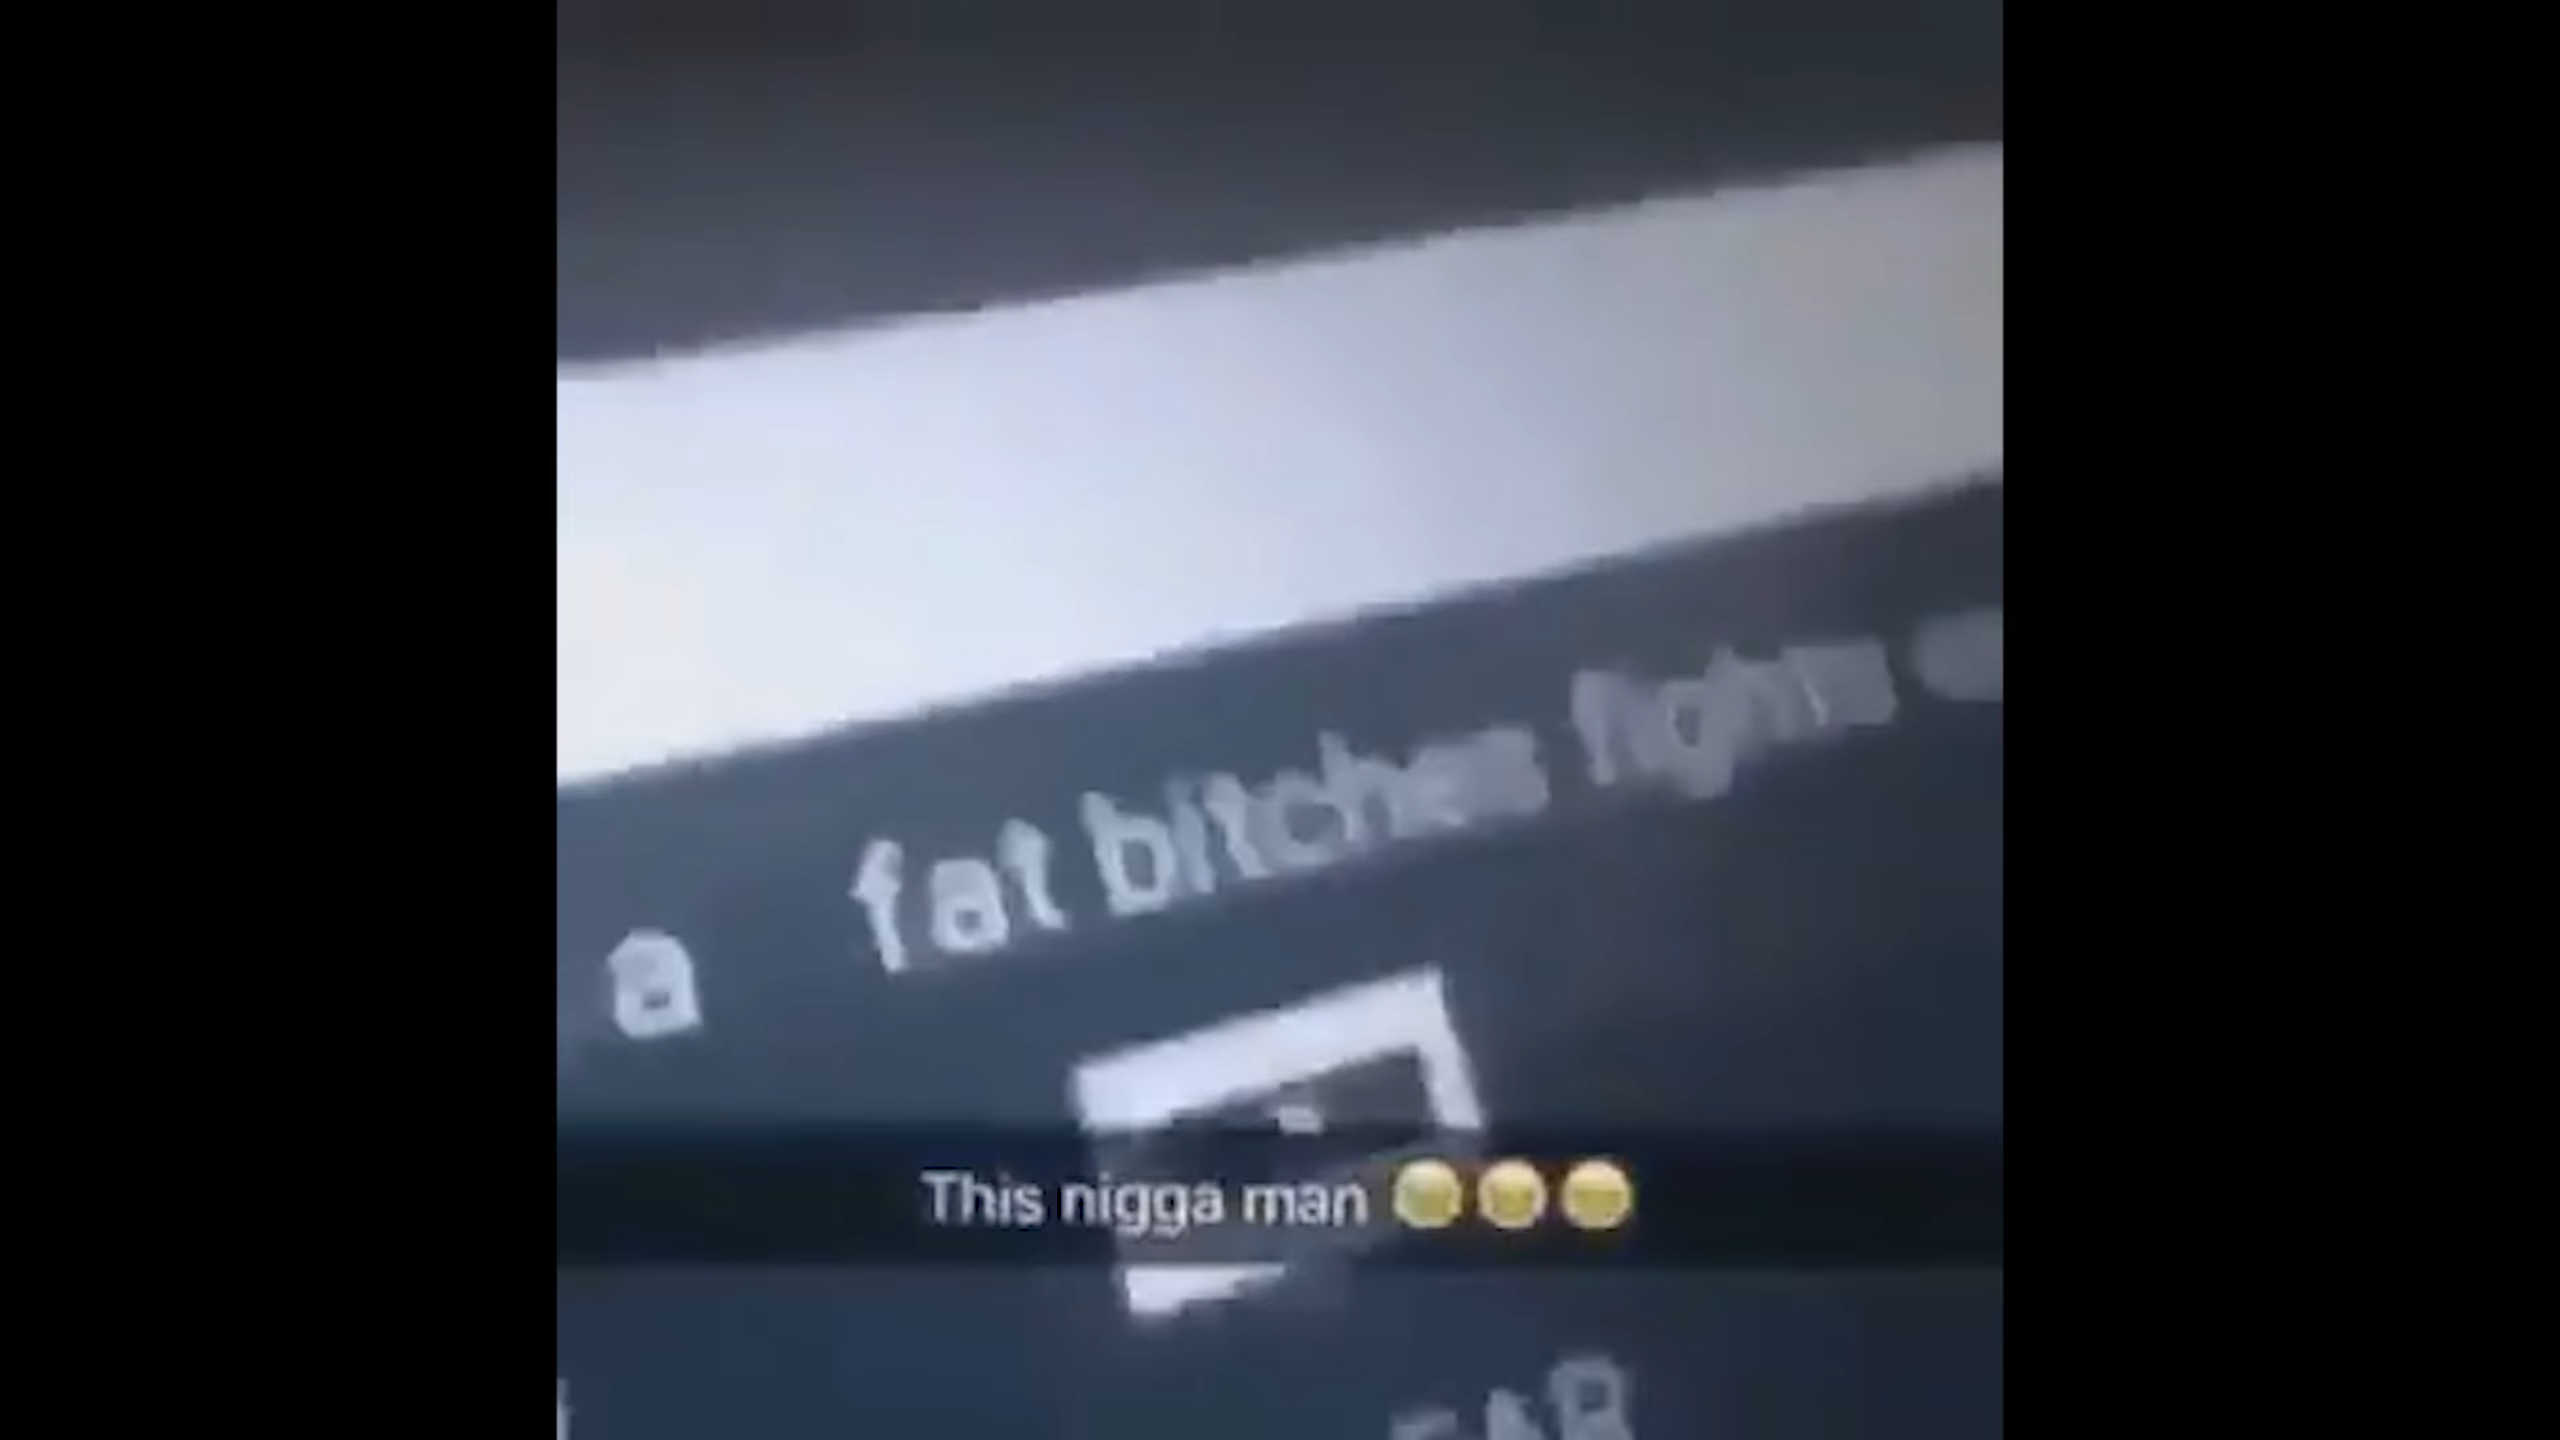 a fat bitches fights
This nigga man 😑😑😑